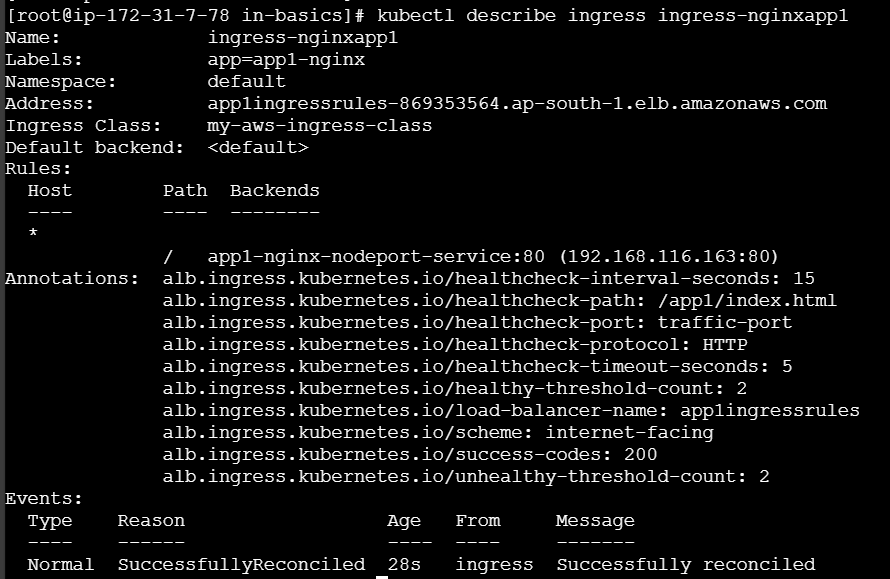 [root@ip-172-31-7-78 in-basics]# kubectl describe ingress ingress-nginxapp1
Name:             ingress-nginxapp1
Labels:           app=app1-nginx
Namespace:        default
Address:          app1ingressrules-869353564.ap-south-1.elb.amazonaws.com
Ingress Class:    my-aws-ingress-class
Default backend:  <default>
Rules:
  Host        Path  Backends
  ----        ----  --------
  *
              /   app1-nginx-nodeport-service:80 (192.168.116.163:80)
Annotations:  alb.ingress.kubernetes.io/healthcheck-interval-seconds: 15
              alb.ingress.kubernetes.io/healthcheck-path: /app1/index.html
              alb.ingress.kubernetes.io/healthcheck-port: traffic-port
              alb.ingress.kubernetes.io/healthcheck-protocol: HTTP
              alb.ingress.kubernetes.io/healthcheck-timeout-seconds: 5
              alb.ingress.kubernetes.io/healthy-threshold-count: 2
              alb.ingress.kubernetes.io/load-balancer-name: app1ingressrules
              alb.ingress.kubernetes.io/scheme: internet-facing
              alb.ingress.kubernetes.io/success-codes: 200
              alb.ingress.kubernetes.io/unhealthy-threshold-count: 2
Events:
  Type    Reason                  Age   From     Message
  ----    ------                  ----  ----     -------
  Normal  SuccessfullyReconciled  28s   ingress  Successfully reconciled